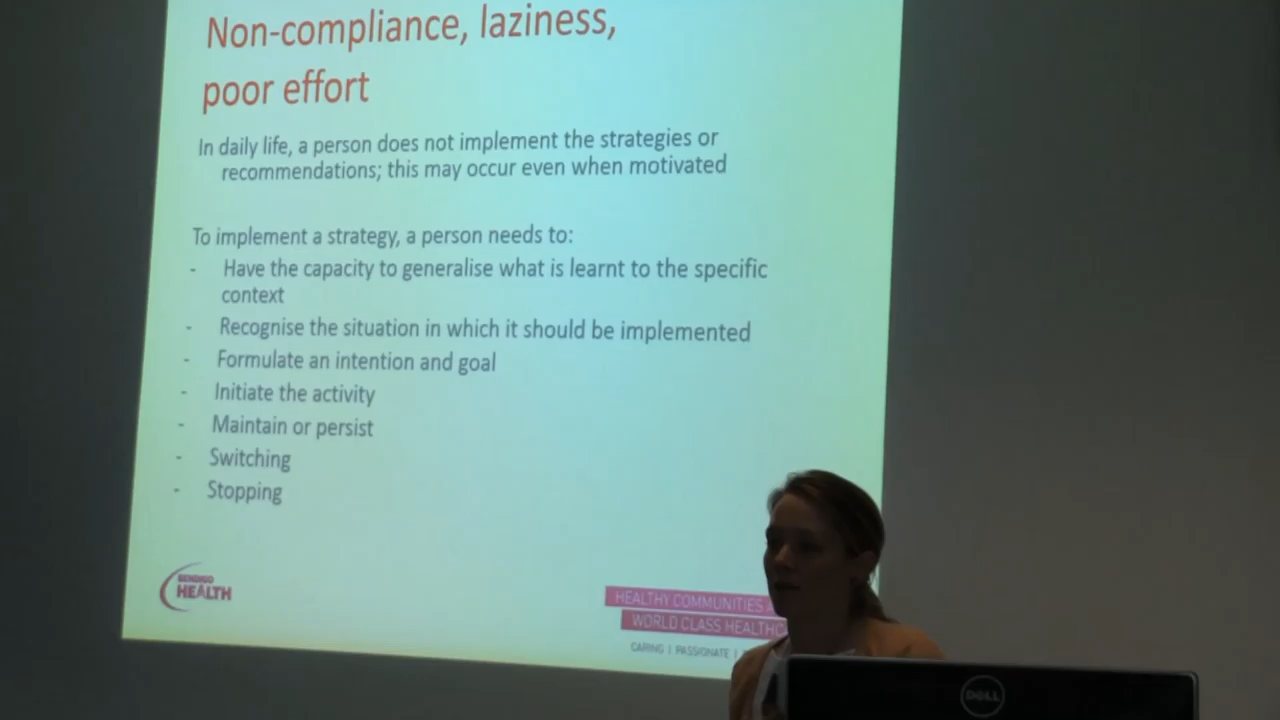 Non-compliance, laziness,
poor effort
In daily life, a person does not implement the strategies or
recommendations; this may occur even when motivated
To implement a strategy, a person needs to:
- Have the capacity to generalise what is learnt to the specific
context
- Recognise the situation in which it should be implemented
- Formulate an intention and goal
- Initiate the activity
- Maintain or persist
- Switching
- Stopping
BENDIGO
HEALTH
HEALTHY COMMUNITIES
WORLD CLASS
CARING | PASSIONATE |
DELL